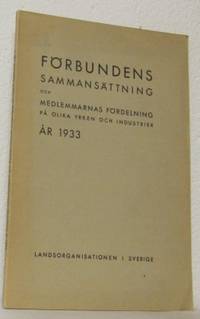 FÖRBUNDENS
SAMMANSÄTTNING
OCH
MEDLEMMARNAS FÖRDELNING
PÅ OLIKA YRKEN OCH INDUSTRIER
ÅR 1933
LANDSORGANISATIONEN I SVERIGE